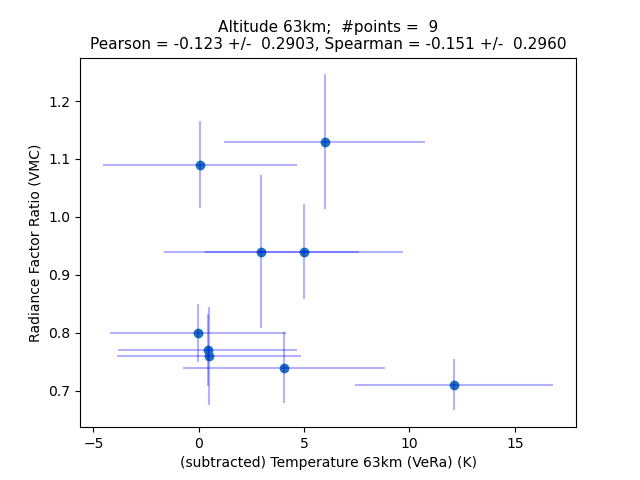 Altitude 63km;  #points =  9
Pearson = -0.123 +/-  0.2903, Spearman = -0.151 +/-  0.2960
1.2
1.1
1.0
0.9
0.8
0.7
Radiance Factor Ratio (VMC)
−5
0
5
10
15
(subtracted) Temperature 63km (VeRa) (K)